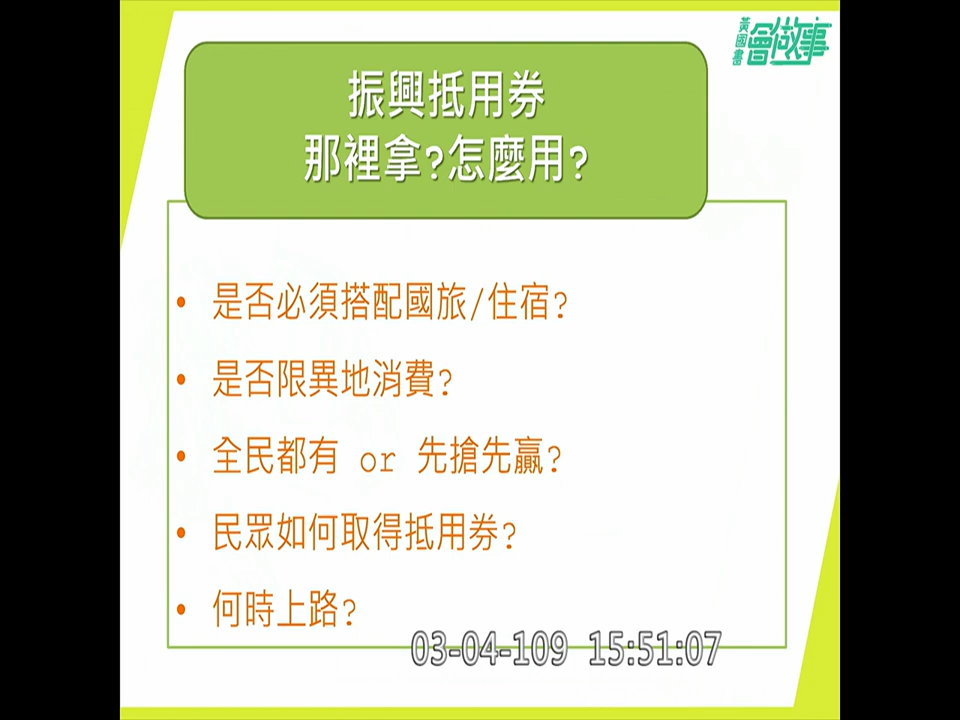 黃國書
會做事
振興抵用券
那裡拿?怎麼用?
• 是否必須搭配國旅/住宿?
• 是否限異地消費?
• 全民都有 or 先搶先贏?
• 民眾如何取得抵用券?
• 何時上路?
03-04-109 15:51:07